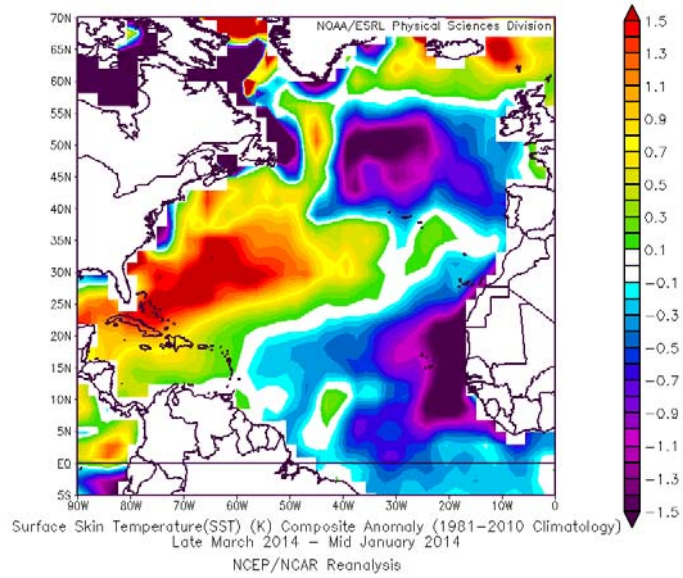 NOAA/ESRL Physical Sciences Division
70N
65N
60N
55N
50N
45N
40N
35N
30N
25N
20N
15N
10N
5N
EQ
5S
90W
80W
70W
60W
50W
40W
30W
20W
10W
0
1.5
1.3
1.1
0.9
0.7
0.5
0.3
0.1
-0.1
-0.3
-0.5
-0.7
-0.9
-1.1
-1.3
-1.5
Surface Skin Temperature(SST) (K) Composite Anomaly (1981-2010 Climatology)
Late March 2014 - Mid January 2014
NCEP/NCAR Reanalysis